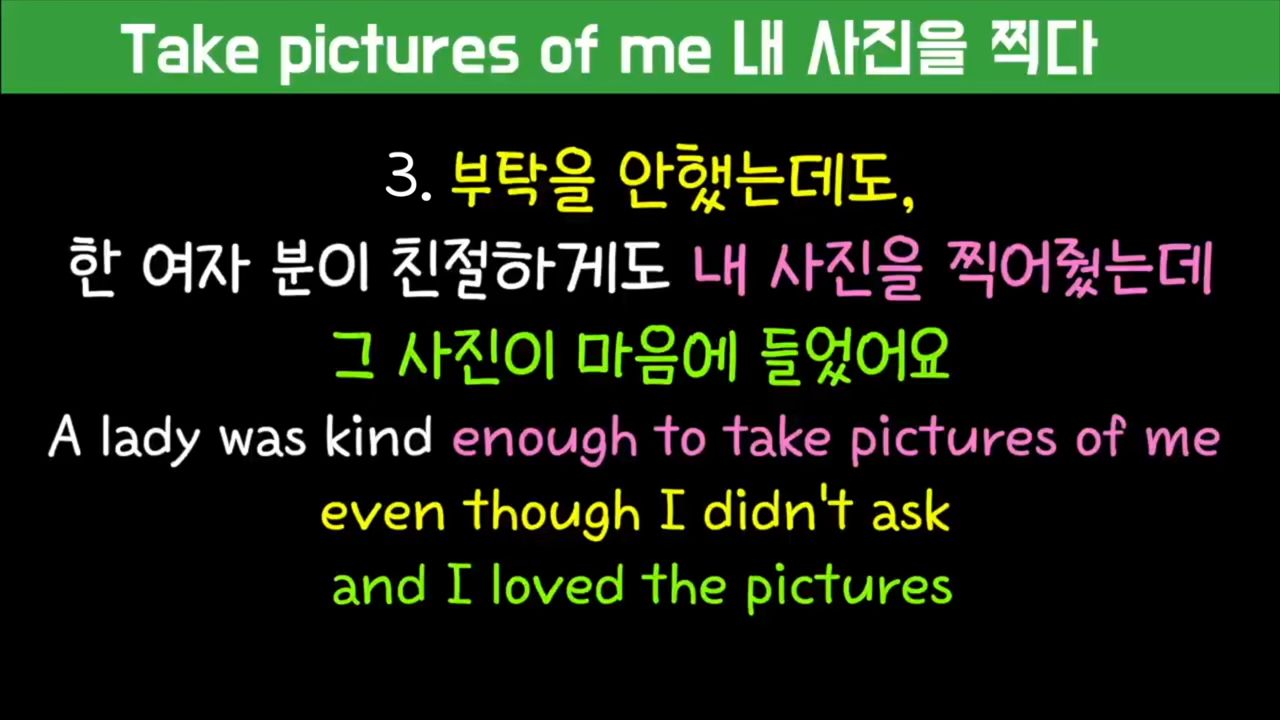 Take pictures of me 내 사진을 찍다
3. 부탁을 안했는데도,
한 여자 분이 친절하게도 내 사진을 찍어줬는데
그 사진이 마음에 들었어요
A lady was kind enough to take pictures of me
even though I didn't ask
and I loved the pictures